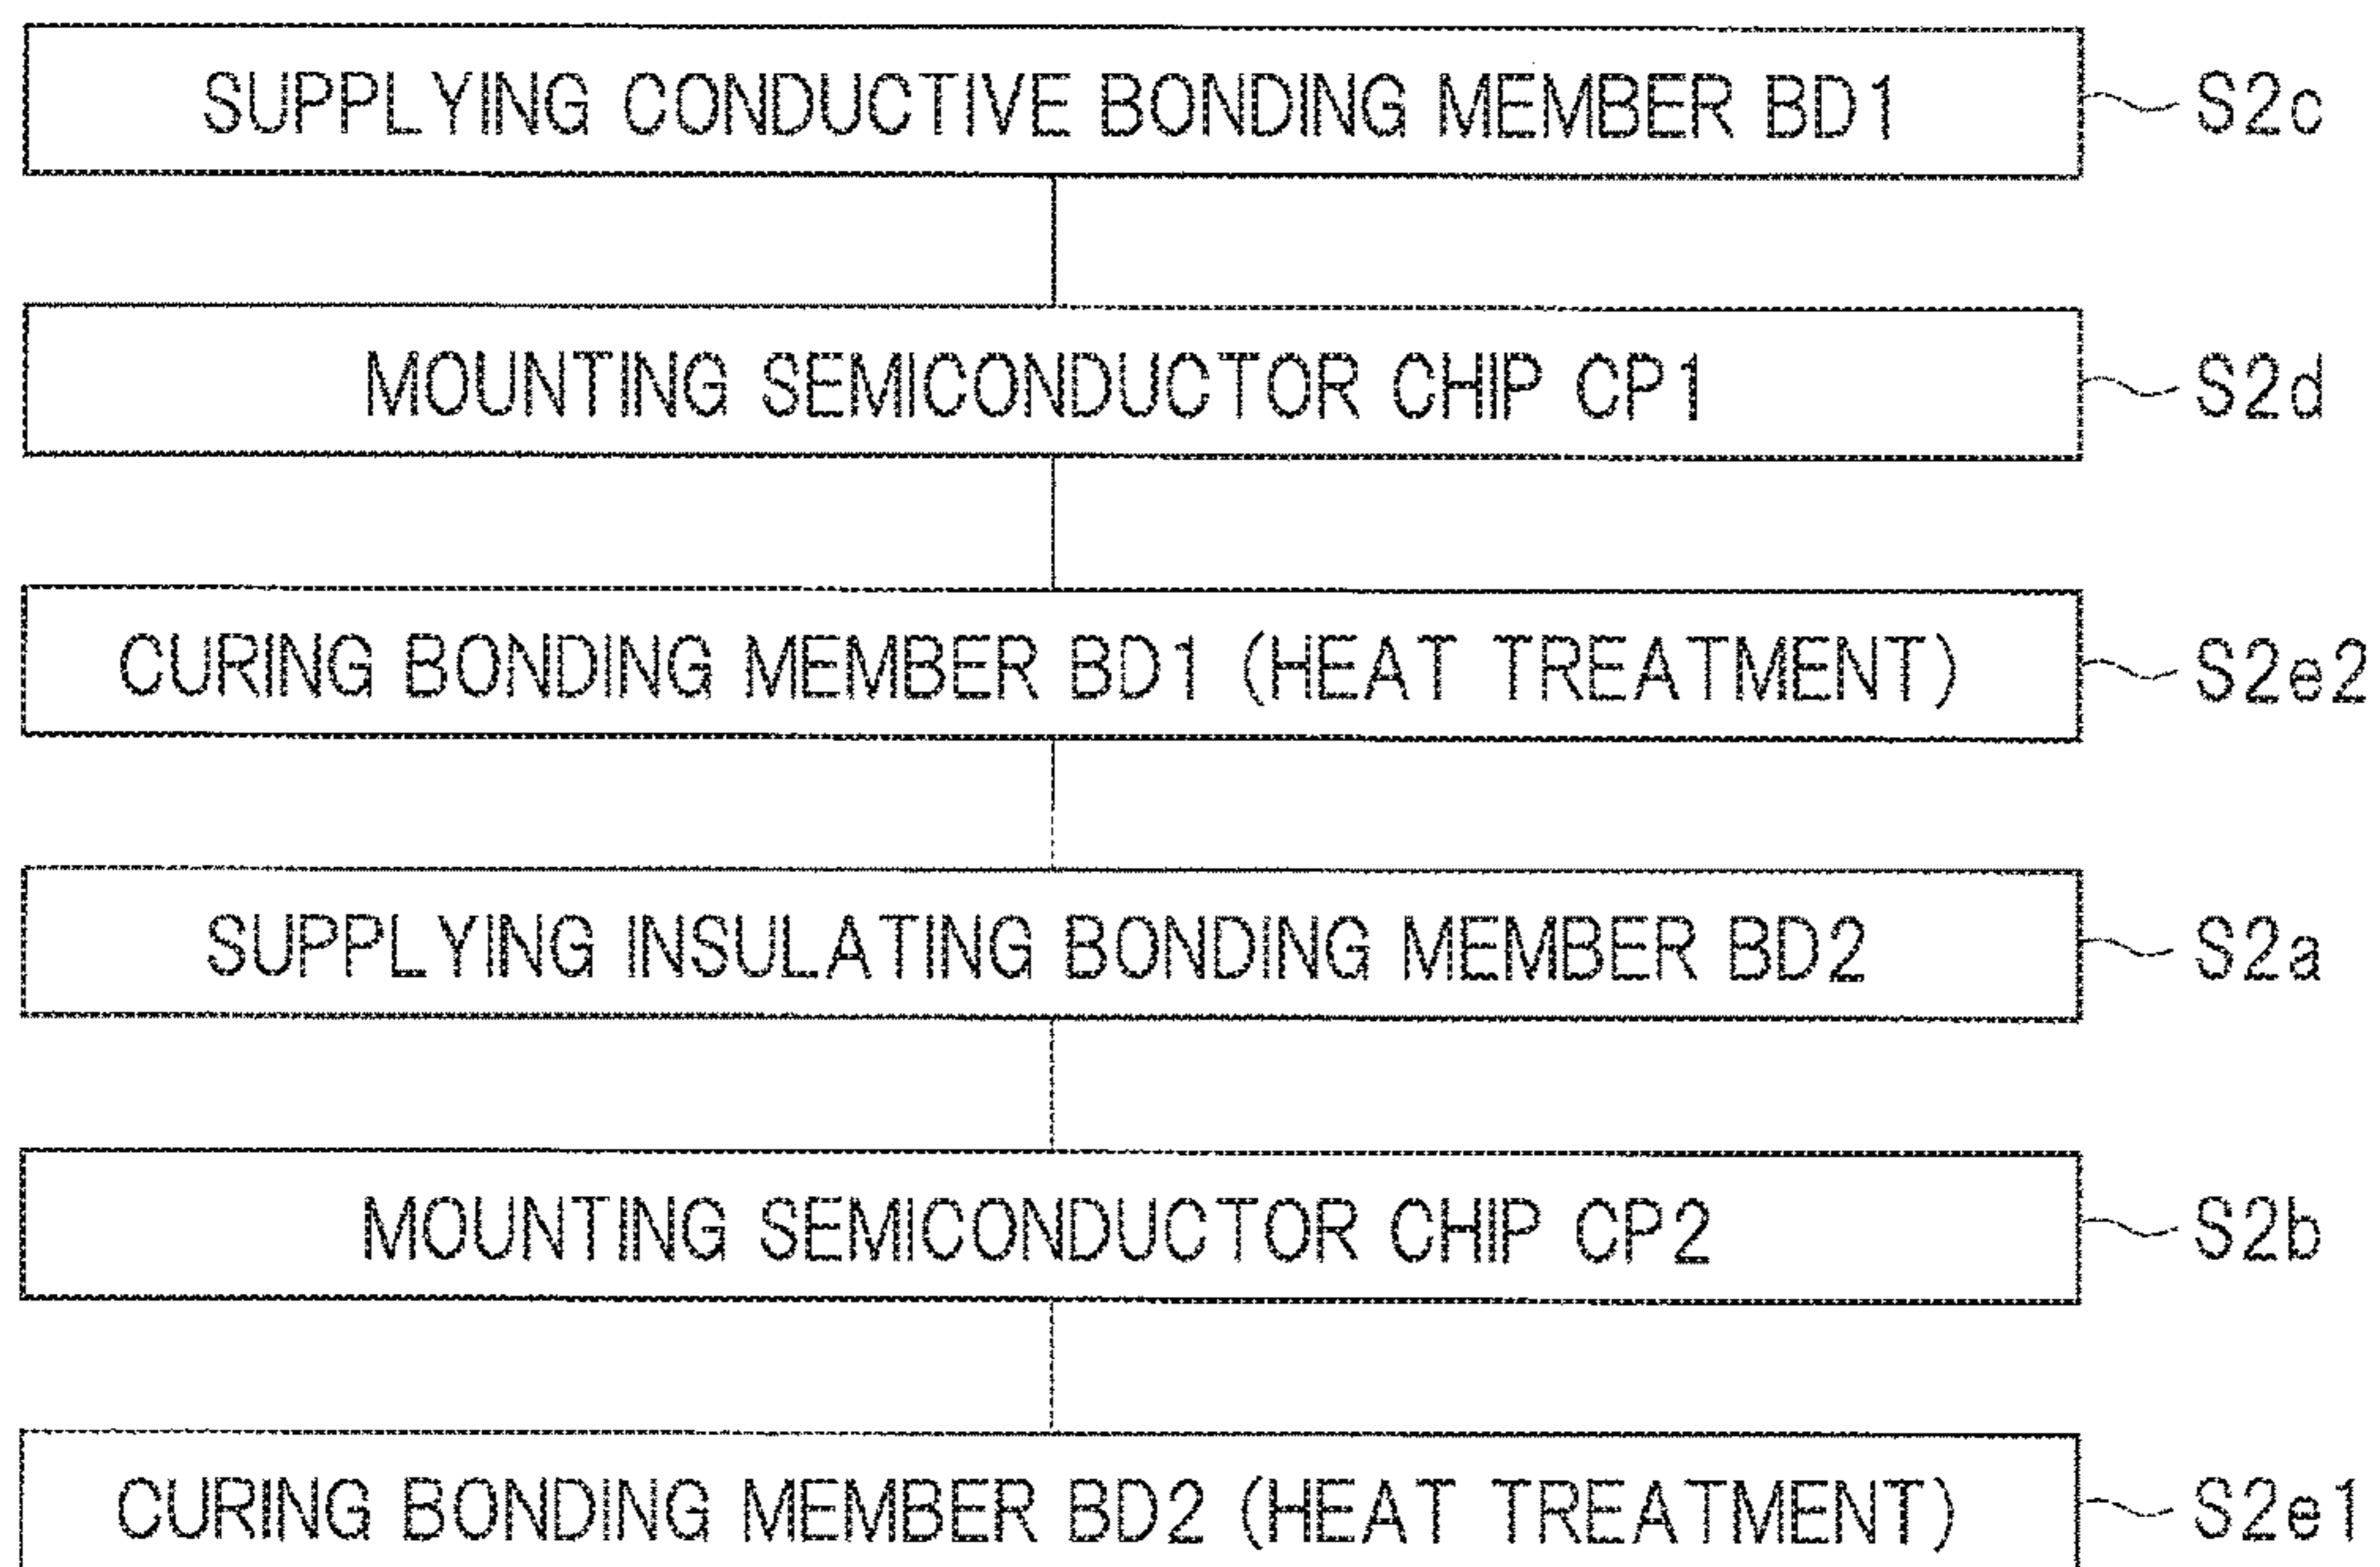 SUPPLYING CONDUCTIVE BONDING MEMBER BD1 S2c
MOUNTING SEMICONDUCTOR CHIP CP1 S2d
CURING BONDING MEMBER BD1 (HEAT TREATMENT) S2e2
SUPPLYING INSULATING BONDING MEMBER BD2 S2a
MOUNTING SEMICONDUCTOR CHIP CP2 S2b
CURING BONDING MEMBER BD2 (HEAT TREATMENT) S2e1